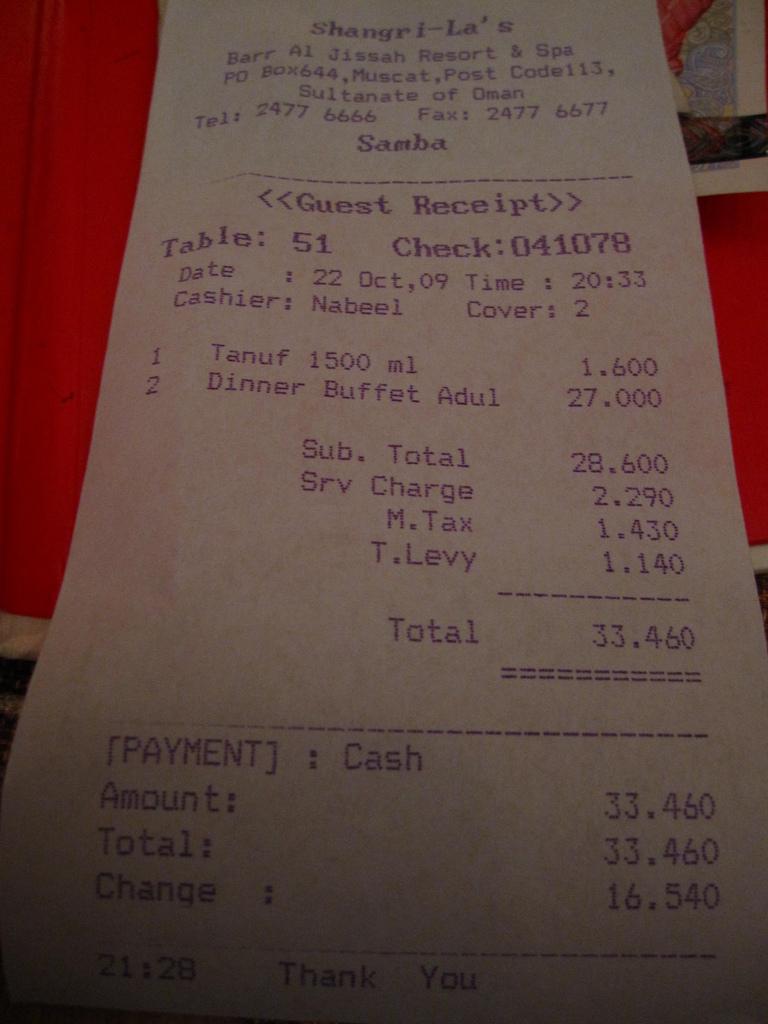 Shangri-La's
Barr Al Jissah Resort & Spa
PO Box644,Muscat,Post Code113,
Sultanate of Oman
Tel: 2477 6666 Fax: 2477 6677
Samba
<<Guest Receipt>>
Table: 51 Check:041078
Date : 22 Oct,09 Time : 20:33
Cashier: Nabeel Cover: 2
1 Tanuf 1500 ml 1.600
2 Dinner Buffet Adul 27.000
Sub. Total 28.600
Srv Charge 2.290
M.Tax 1.430
T.Levy 1.140
Total 33.460
[PAYMENT] : Cash
Amount: 33.460
Total: 33.460
Change : 16.540
21:28 Thank You